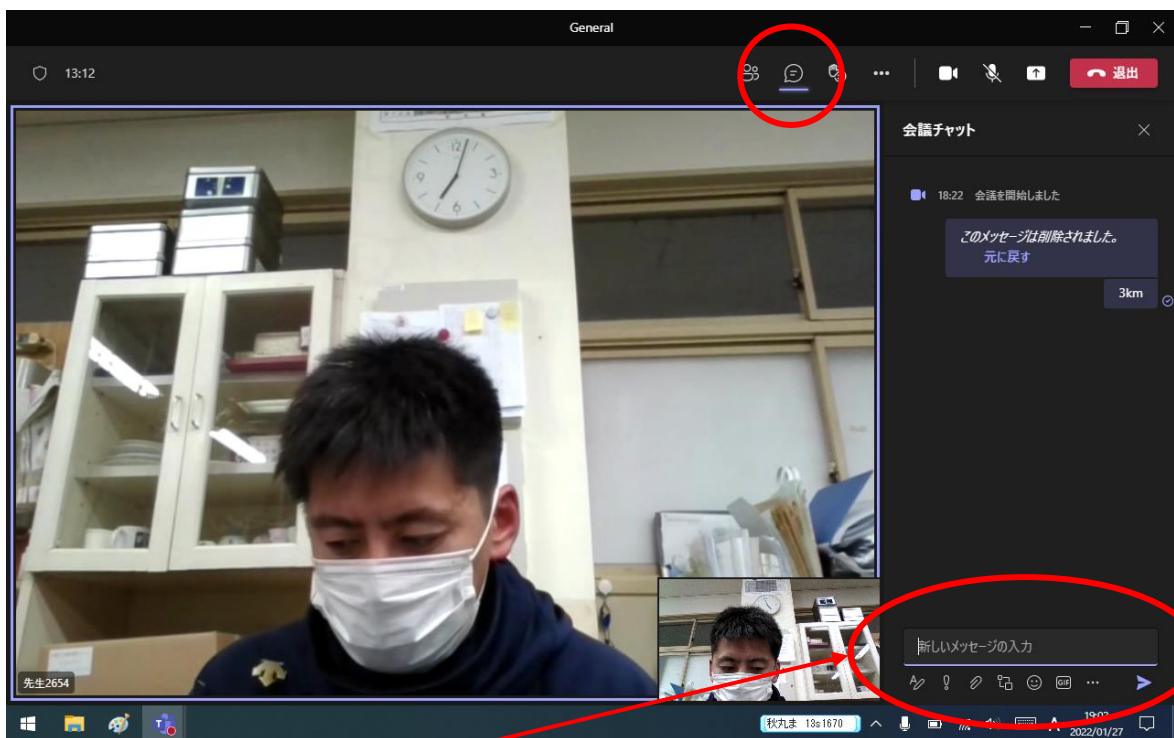 General
13:12
退出
会議チャット
18:22 会議を開始しました
このメッセージは削除されました。
元に戻す
3km
新しいメッセージの入力
GIF
先生2654
秋丸ま 13s1670
A
19:02
2022/01/27